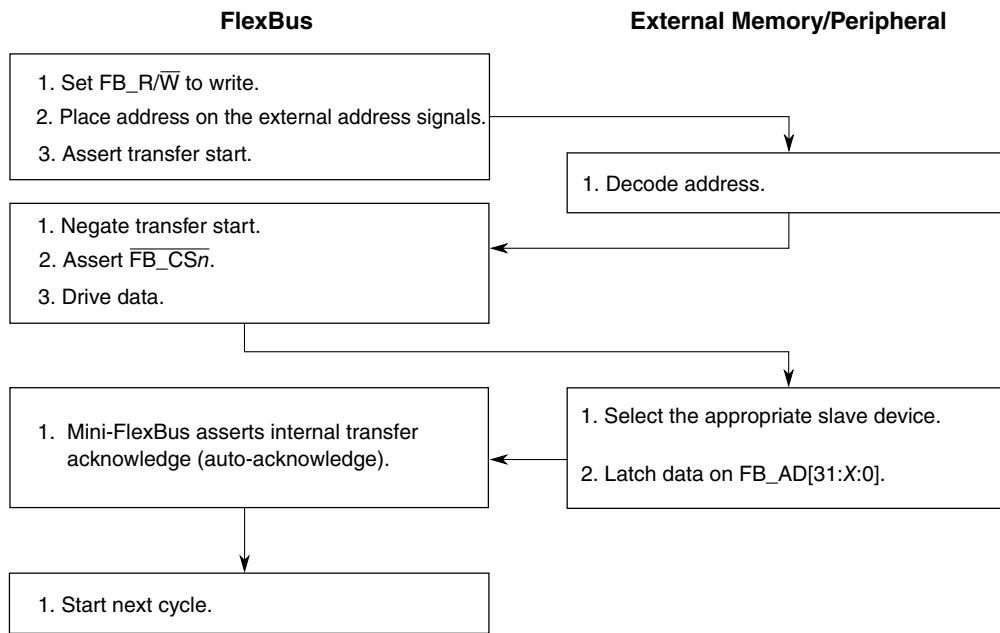 FlexBus
External Memory/Peripheral
1. Set FB_R/W̅ to write.
2. Place address on the external address signals.
3. Assert transfer start.
1. Decode address.
1. Negate transfer start.
2. Assert F̅B̅_̅C̅S̅n̅.
3. Drive data.
1. Select the appropriate slave device.
2. Latch data on FB_AD[31:X:0].
1. Mini-FlexBus asserts internal transfer
acknowledge (auto-acknowledge).
1. Start next cycle.